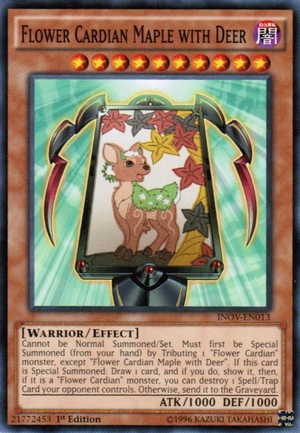 FLOWER CARDIAN MAPLE WITH DEER
DARK
闇
INOV-EN013
[WARRIOR/EFFECT]
Cannot be Normal Summoned/Set. Must first be Special
Summoned (from your hand) by Tributing 1 "Flower Cardian"
monster, except "Flower Cardian Maple with Deer". If this card
is Special Summoned: Draw 1 card, and if you do, show it, then,
if it is a "Flower Cardian" monster, you can destroy 1 Spell/Trap
Card your opponent controls. Otherwise, send it to the Graveyard.
ATK/1000 DEF/1000
21772453 1st Edition ©1996 KAZUKI TAKAHASHI